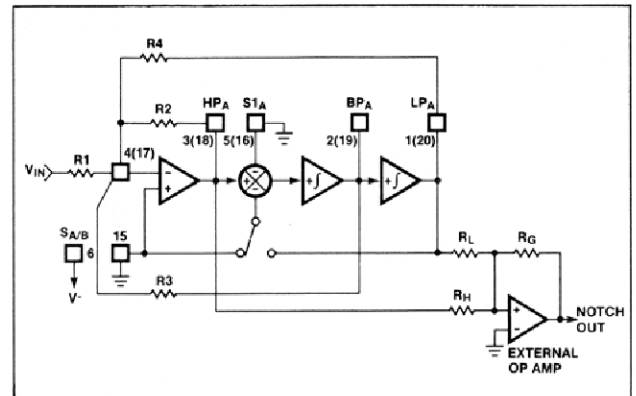 R4
HPA S1A BPA LPA
R2
3(18) 5(16) 2(19) 1(20)
VIN R1 4(17)
- +
+ - -
+∫ +∫
SA/B 6 15
V-
R3
RL RG
RH
+ -
NOTCH OUT
EXTERNAL
OP AMP